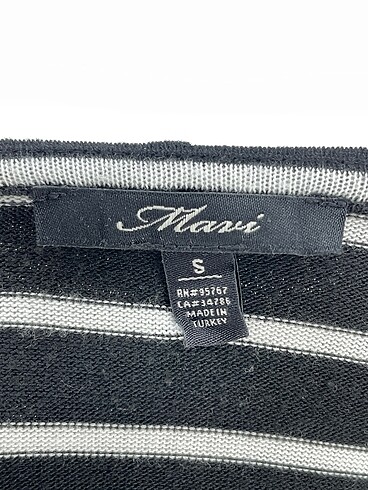 Mavi
S
RN#95767
CA#34786
MADE IN
TURKEY